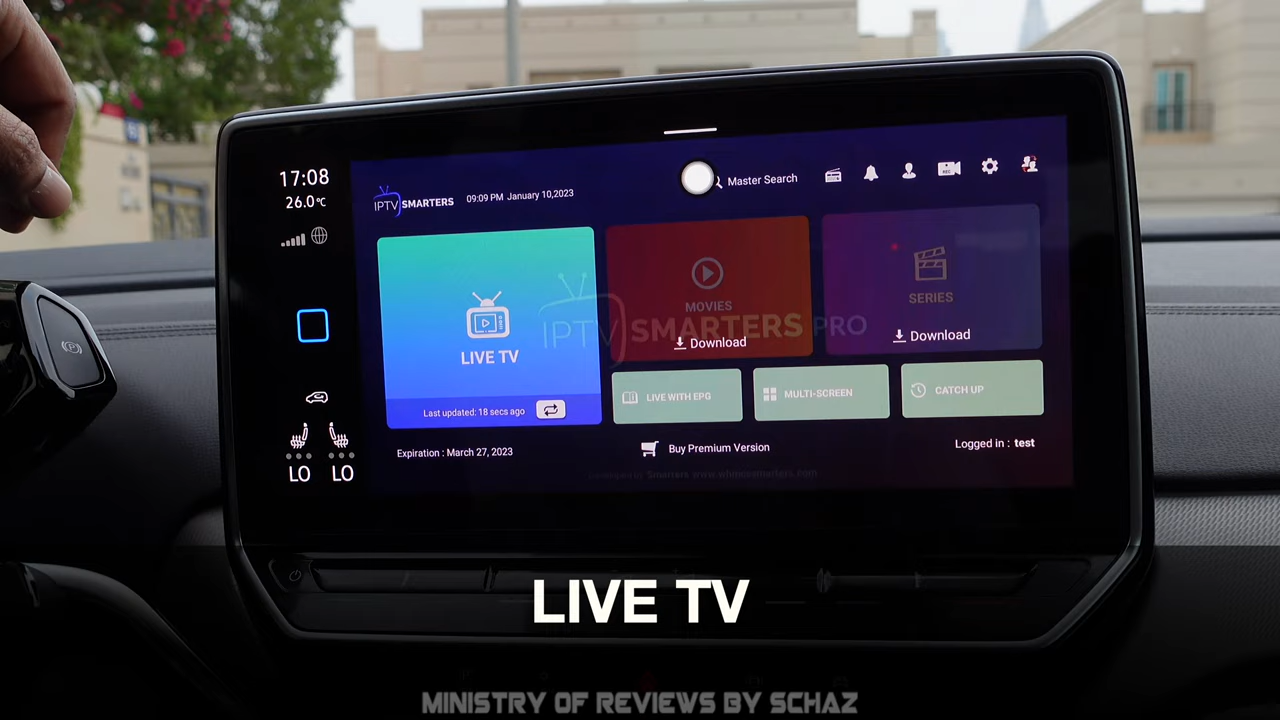 17:08
26.0°C
IPTV SMARTERS
09:09 PM January 10,2023
Master Search
REC
LIVE TV
Last updated: 18 secs ago
MOVIES
Download
SERIES
Download
IPTV SMARTERS PRO
LIVE WITH EPG
MULTI-SCREEN
CATCH UP
Expiration : March 27, 2023
Buy Premium Version
Logged in : test
LO LO
LIVE TV
MINISTRY OF REVIEWS BY SCHAZ